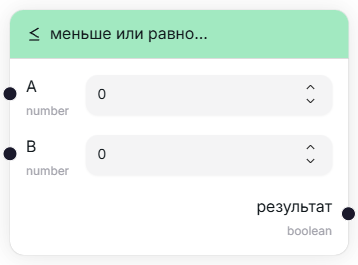 ≤ меньше или равно...
A
number
0
B
number
0
результат
boolean